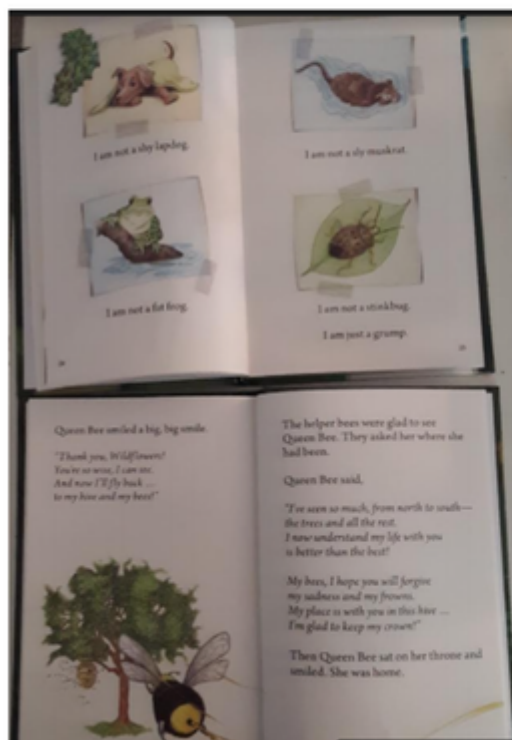 I am not a shy lapdog.
I am not a sly muskrat.
I am not a fat frog.
I am not a stinkbug.
I am just a grump.
Queen Bee smiled a big, big smile.
"Thank you, Wildflowers!
You're so wise, I can see.
And now I'll fly back ...
to my hive and my bees!"
The helper bees were glad to see
Queen Bee. They asked her where she
had been.
Queen Bee said,
"I've seen so much, from north to south—
the trees and all the rest.
I now understand my life with you
is better than the best!
My bees, I hope you will forgive
my sadness and my frowns.
My place is with you in this hive ...
I'm glad to keep my crown!"
Then Queen Bee sat on her throne and
smiled. She was home.